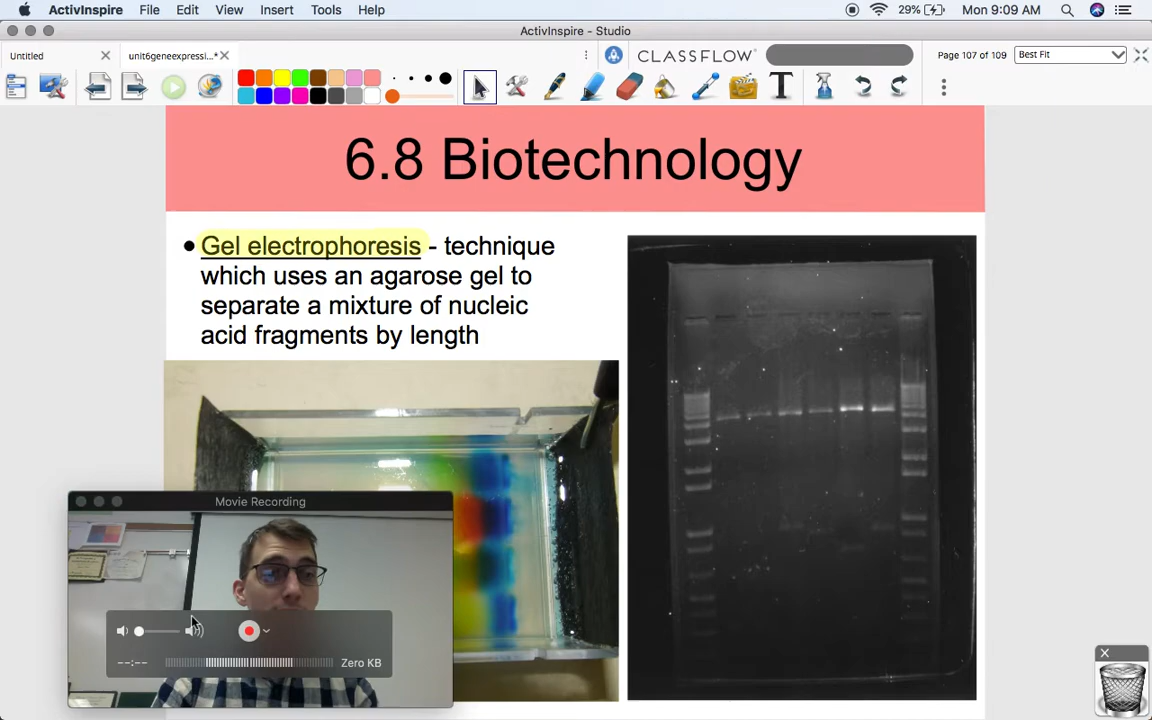 ActivInspire File Edit View Insert Tools Help 29% Mon 9:09 AM
ActivInspire - Studio
Untitled unit6geneexpressi...* CLASSFLOW Page 107 of 109 Best Fit
6.8 Biotechnology
Gel electrophoresis - technique
which uses an agarose gel to
separate a mixture of nucleic
acid fragments by length
Movie Recording
--:-- Zero KB